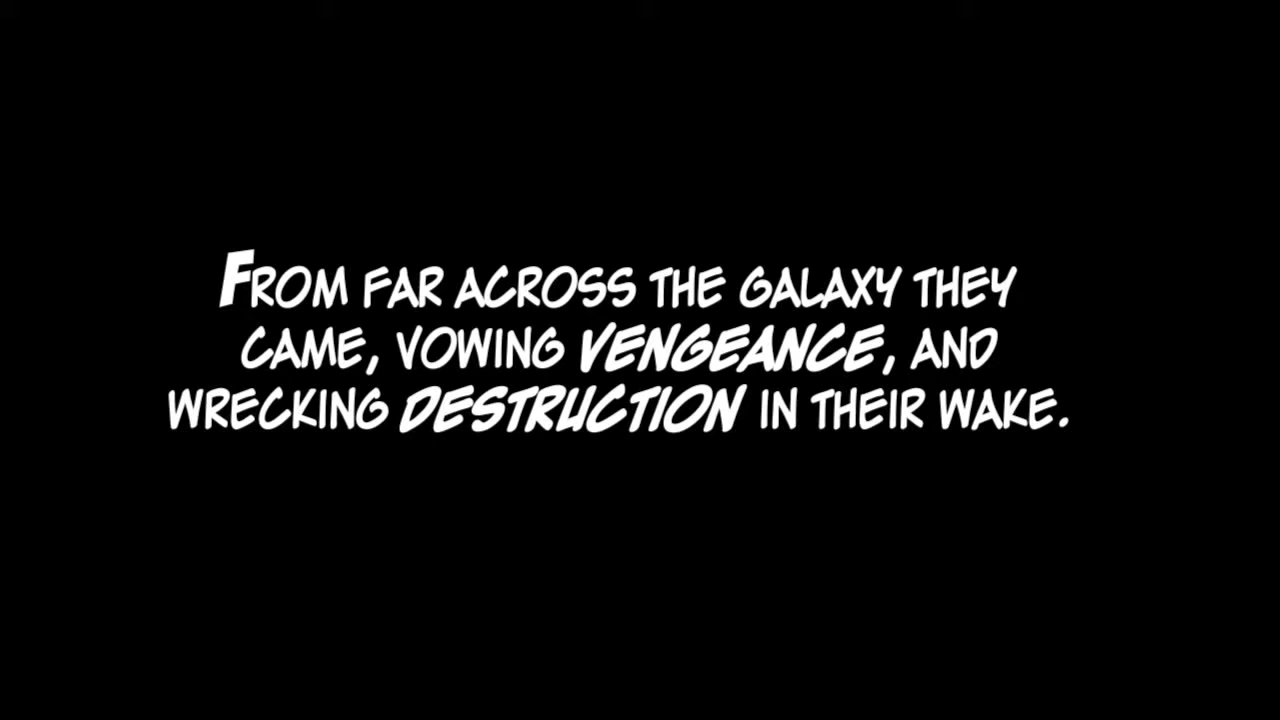 FROM FAR ACROSS THE GALAXY THEY
CAME, VOWING VENGEANCE, AND
WRECKING DESTRUCTION IN THEIR WAKE.